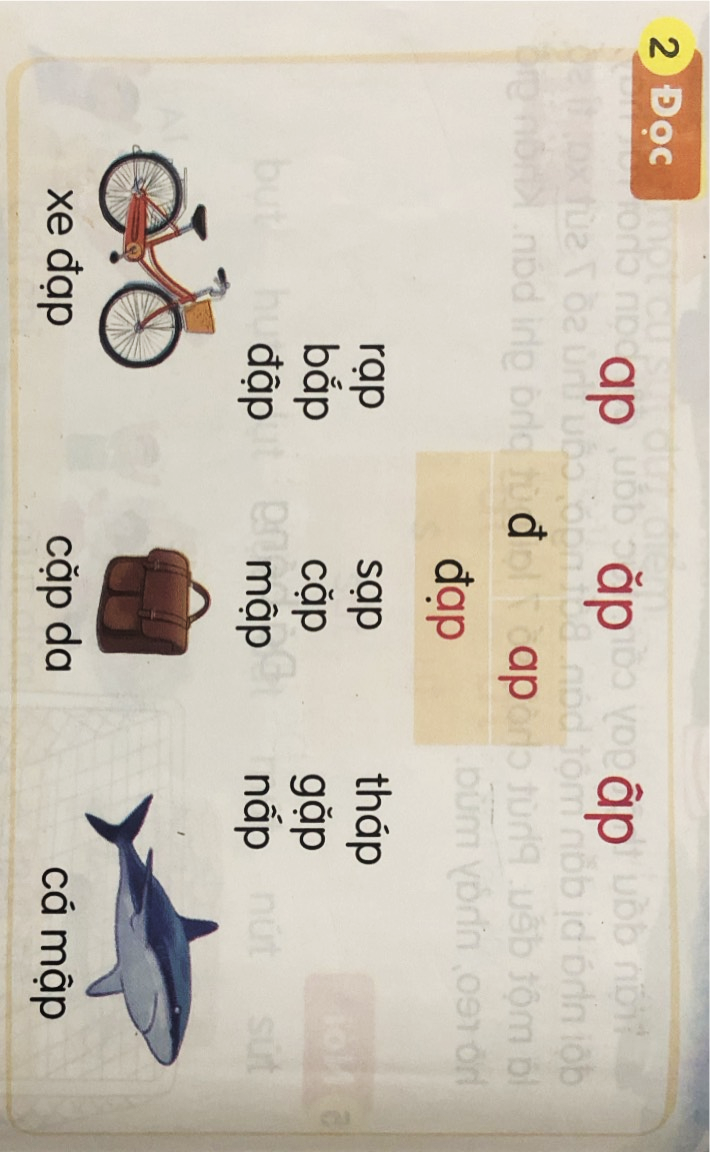 2 Đọc
ap ăp âp
đ ap
đạp
rạp sạp tháp
bắp cặp gặp
đập mập nấp
xe đạp cặp da cá mập